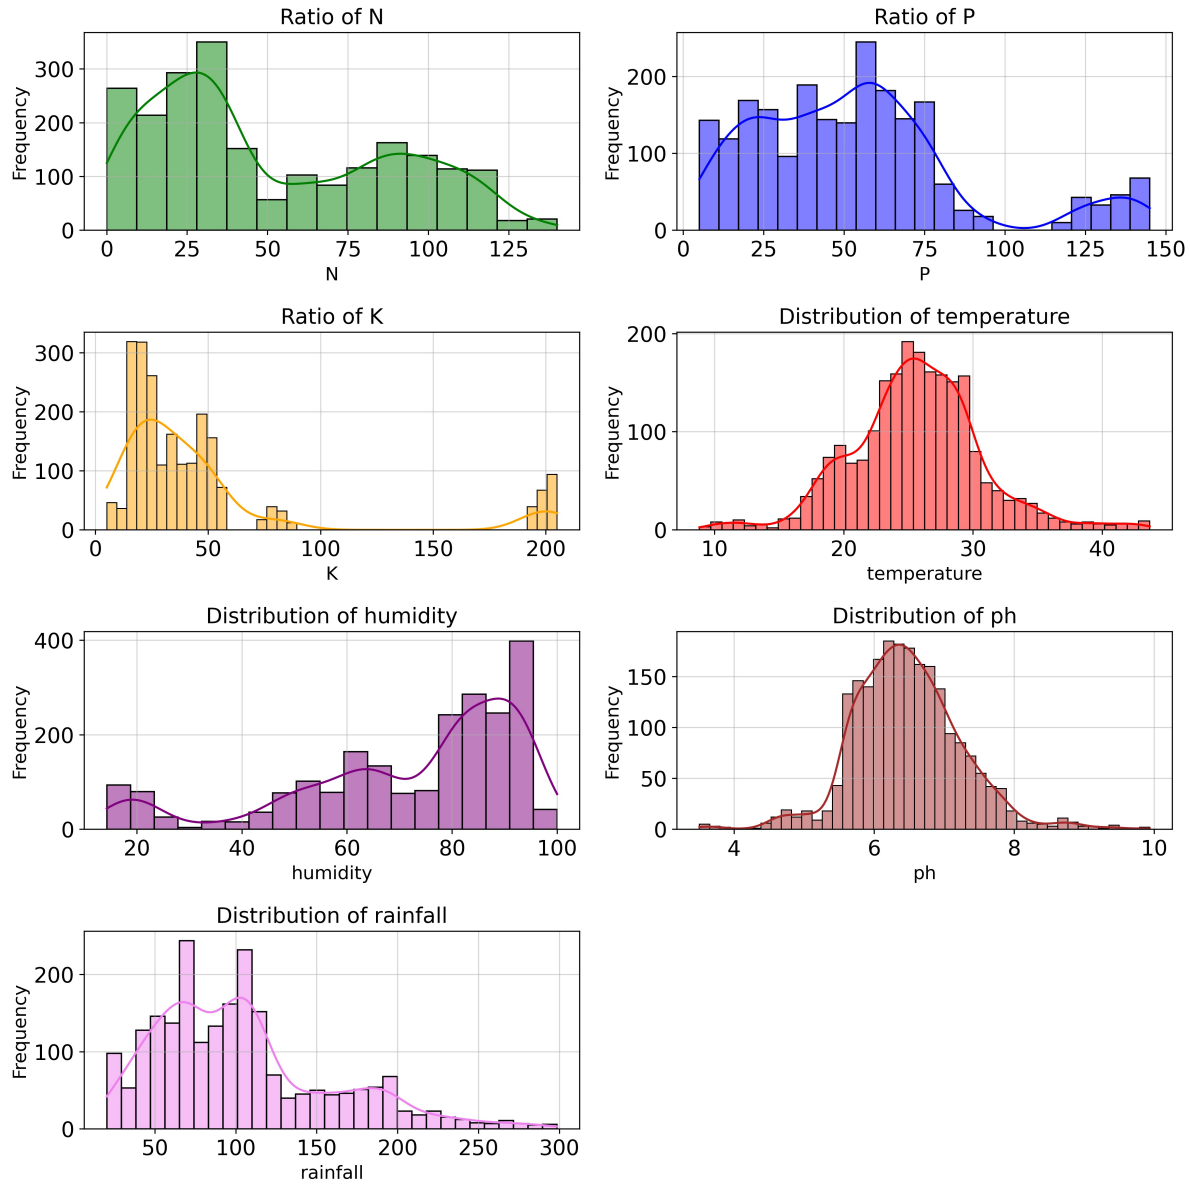 Ratio of N
Frequency
300
200
100
0
0 25 50 75 100 125
N
Ratio of P
Frequency
200
100
0
0 25 50 75 100 125 150
P
Ratio of K
Frequency
300
200
100
0
0 50 100 150 200
K
Distribution of temperature
Frequency
200
100
0
10 20 30 40
temperature
Distribution of humidity
Frequency
400
200
0
20 40 60 80 100
humidity
Distribution of ph
Frequency
150
100
50
0
4 6 8 10
ph
Distribution of rainfall
Frequency
200
100
0
50 100 150 200 250 300
rainfall